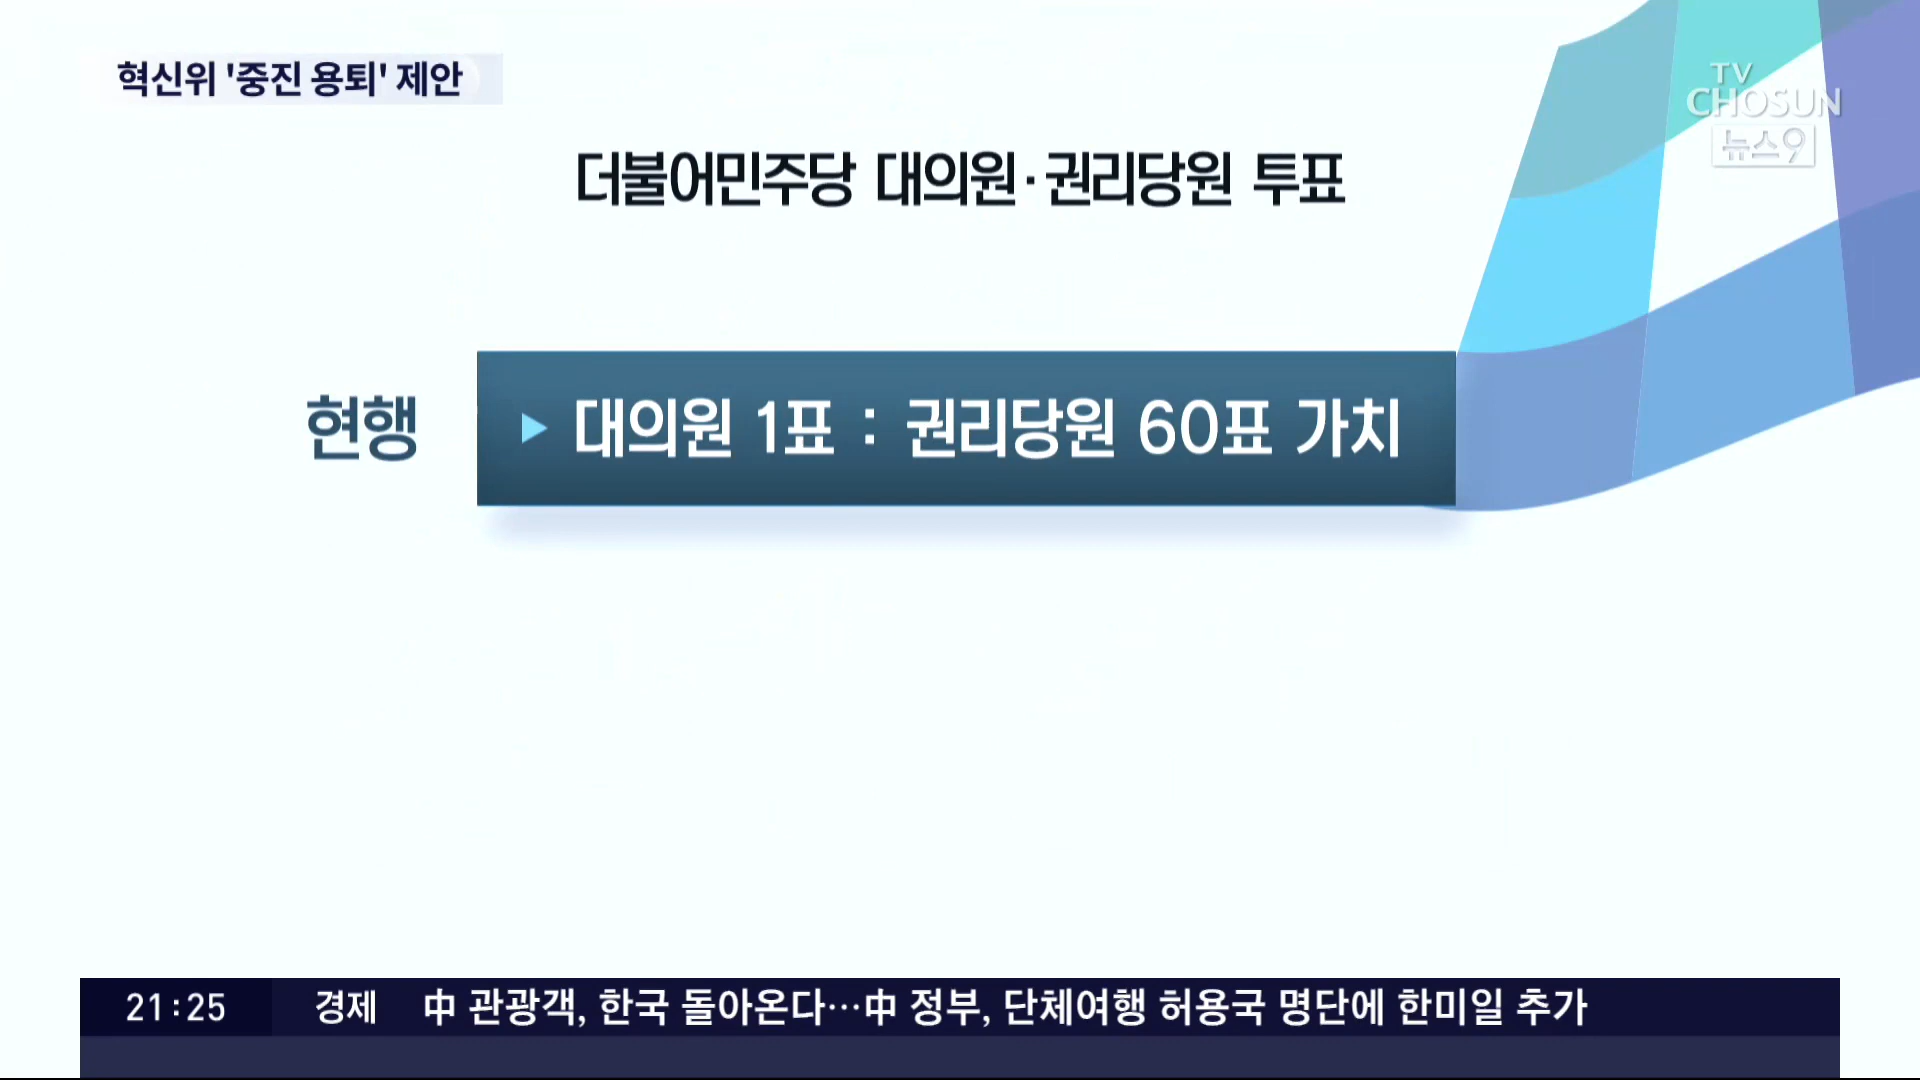 혁신위 '중진 용퇴' 제안
TV
CHOSUN
뉴스9
더불어민주당 대의원·권리당원 투표
현행
▶ 대의원 1표 : 권리당원 60표 가치
21:25 경제 中 관광객, 한국 돌아온다…中 정부, 단체여행 허용국 명단에 한미일 추가